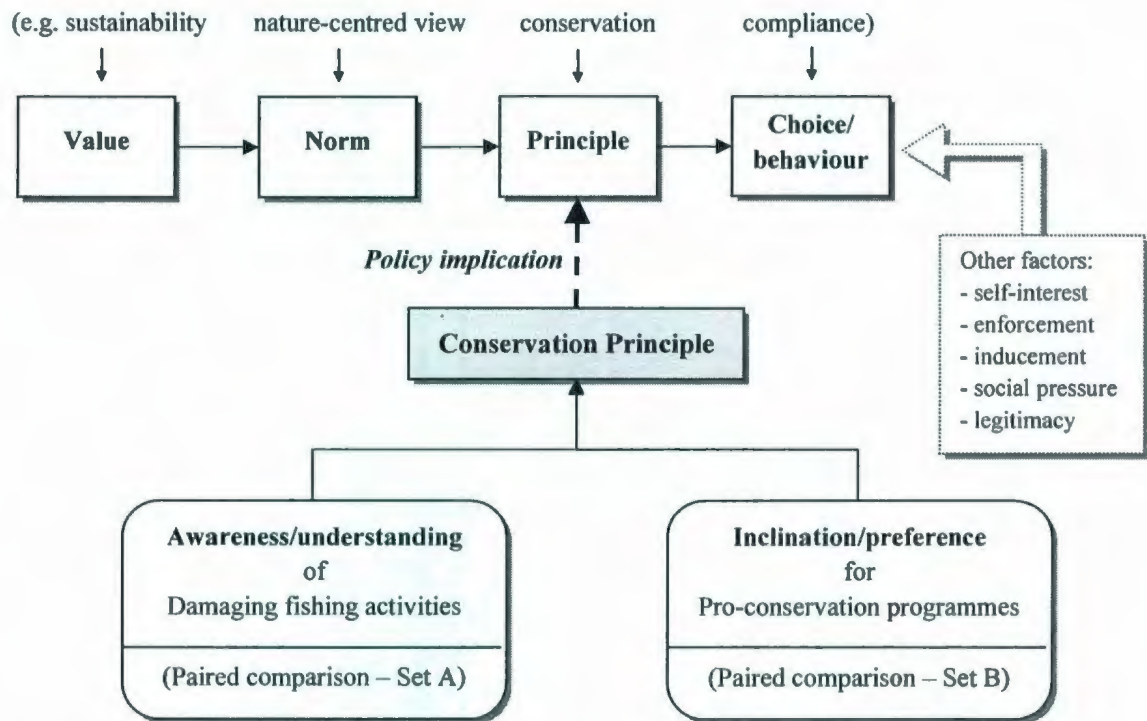 (e.g. sustainability nature-centred view conservation compliance)
Value Norm Principle Choice/
behaviour
Policy implication
Conservation Principle
Other factors:
- self-interest
- enforcement
- inducement
- social pressure
- legitimacy
Awareness/understanding
of
Damaging fishing activities
(Paired comparison – Set A)
Inclination/preference
for
Pro-conservation programmes
(Paired comparison – Set B)